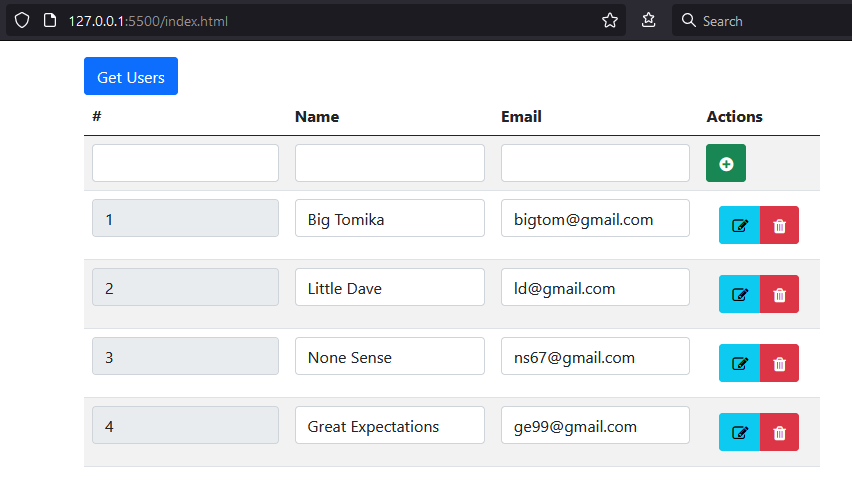 127.0.0.1:5500/index.html Search
Get Users
# Name Email Actions
1 Big Tomika bigtom@gmail.com
2 Little Dave ld@gmail.com
3 None Sense ns67@gmail.com
4 Great Expectations ge99@gmail.com